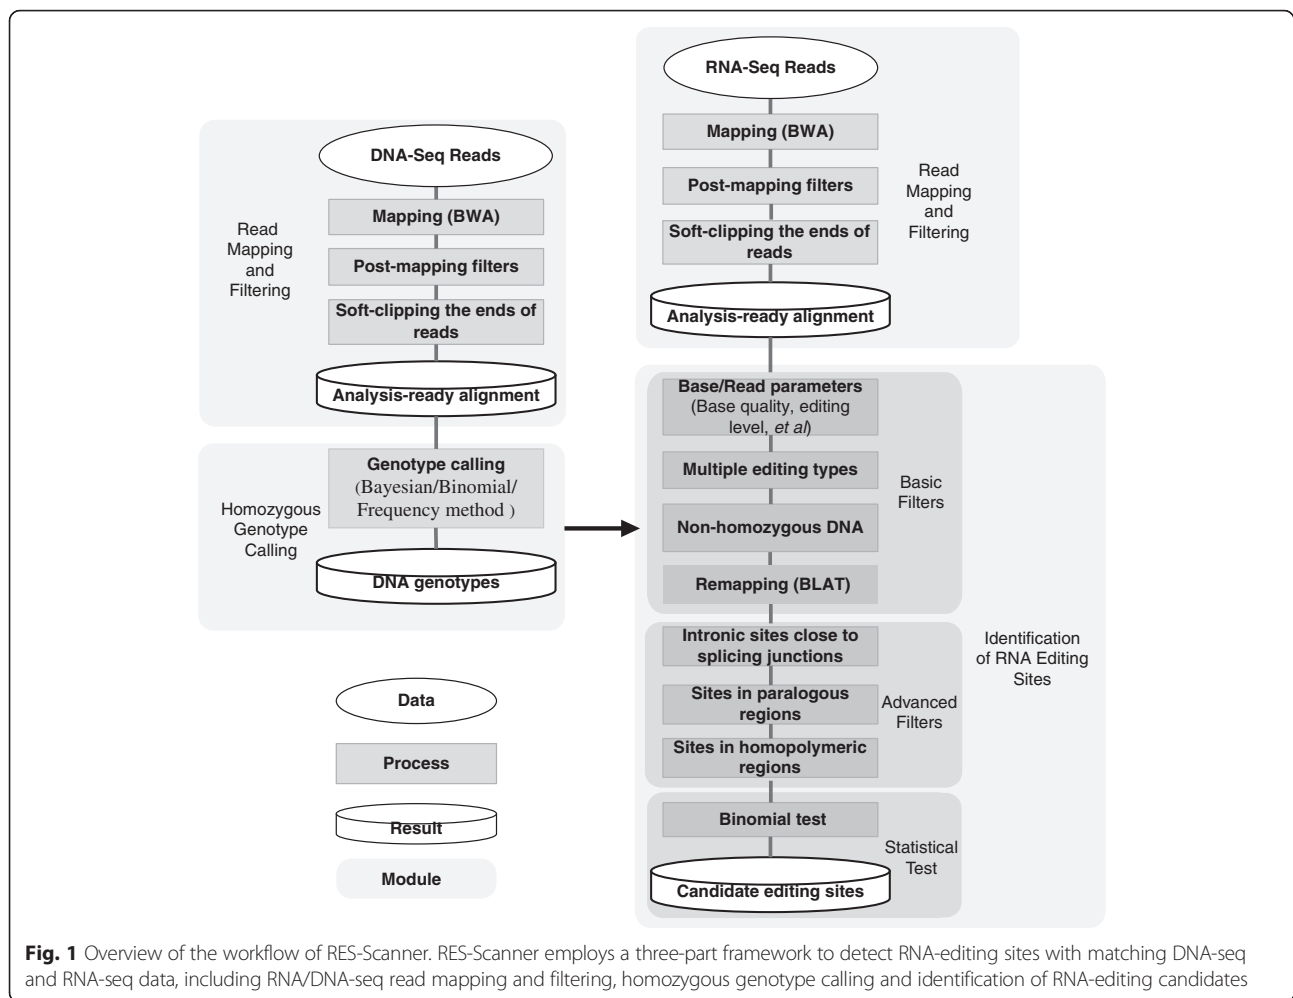 RNA-Seq Reads
Mapping (BWA)
Post-mapping filters
Soft-clipping the ends of
reads
Analysis-ready alignment
Read
Mapping
and
Filtering
DNA-Seq Reads
Mapping (BWA)
Post-mapping filters
Soft-clipping the ends of
reads
Analysis-ready alignment
Read
Mapping
and
Filtering
Genotype calling
(Bayesian/Binomial/
Frequency method )
DNA genotypes
Homozygous
Genotype
Calling
Base/Read parameters
(Base quality, editing
level, et al)
Multiple editing types
Non-homozygous DNA
Remapping (BLAT)
Basic
Filters
Intronic sites close to
splicing junctions
Sites in paralogous
regions
Sites in homopolymeric
regions
Advanced
Filters
Binomial test
Candidate editing sites
Statistical
Test
Identification
of RNA Editing
Sites
Data
Process
Result
Module
Fig. 1 Overview of the workflow of RES-Scanner. RES-Scanner employs a three-part framework to detect RNA-editing sites with matching DNA-seq
and RNA-seq data, including RNA/DNA-seq read mapping and filtering, homozygous genotype calling and identification of RNA-editing candidates